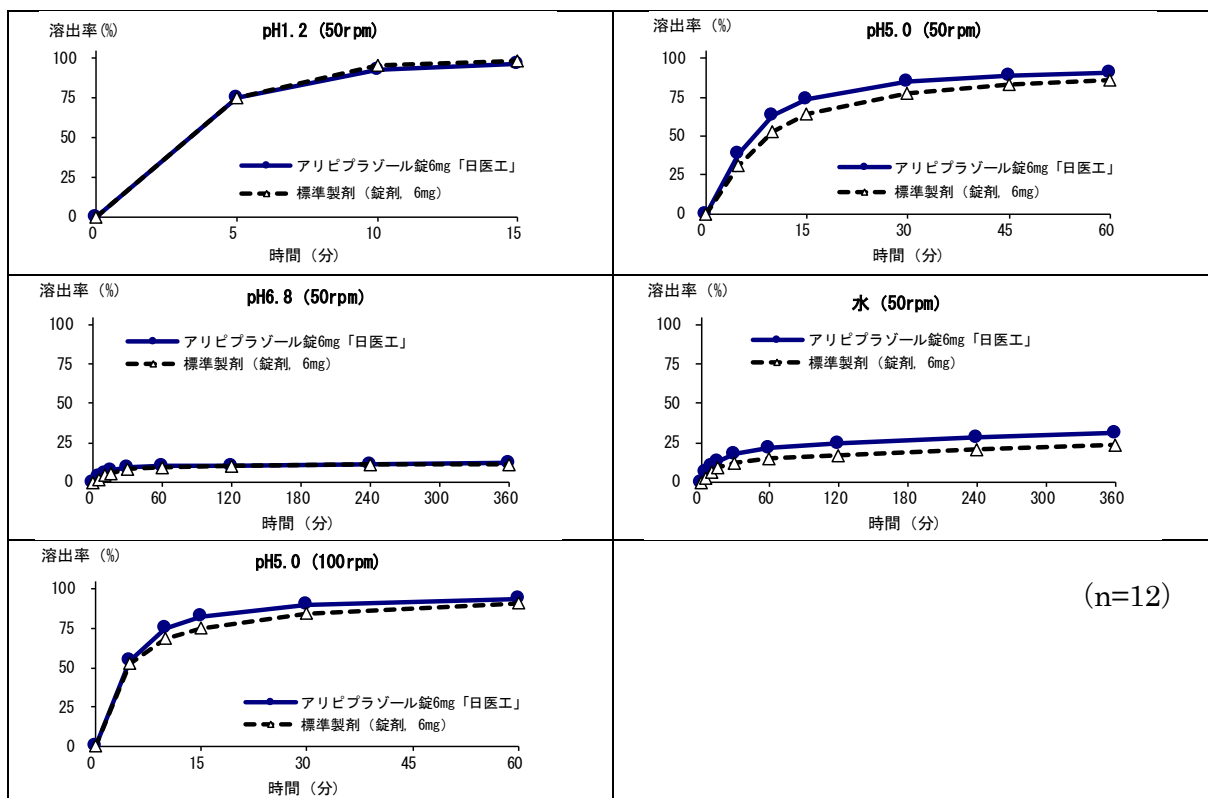 溶出率(%)
pH1.2 (50rpm)
100
75
50
25
0
アリピプラゾール錠6mg「日医工」
標準製剤（錠剤, 6mg）
0 5 10 15
時間（分）
溶出率(%)
pH5.0 (50rpm)
100
75
50
25
0
アリピプラゾール錠6mg「日医工」
標準製剤（錠剤, 6mg）
0 15 30 45 60
時間（分）
溶出率（%）
pH6.8 (50rpm)
100
75
50
25
0
アリピプラゾール錠6mg「日医工」
標準製剤（錠剤, 6mg）
0 60 120 180 240 300 360
時間（分）
溶出率（%）
水 (50rpm)
100
75
50
25
0
アリピプラゾール錠6mg「日医工」
標準製剤（錠剤, 6mg）
0 60 120 180 240 300 360
時間（分）
溶出率（%）
pH5.0 (100rpm)
100
75
50
25
0
アリピプラゾール錠6mg「日医工」
標準製剤（錠剤, 6mg）
0 15 30 45 60
時間（分）
(n=12)